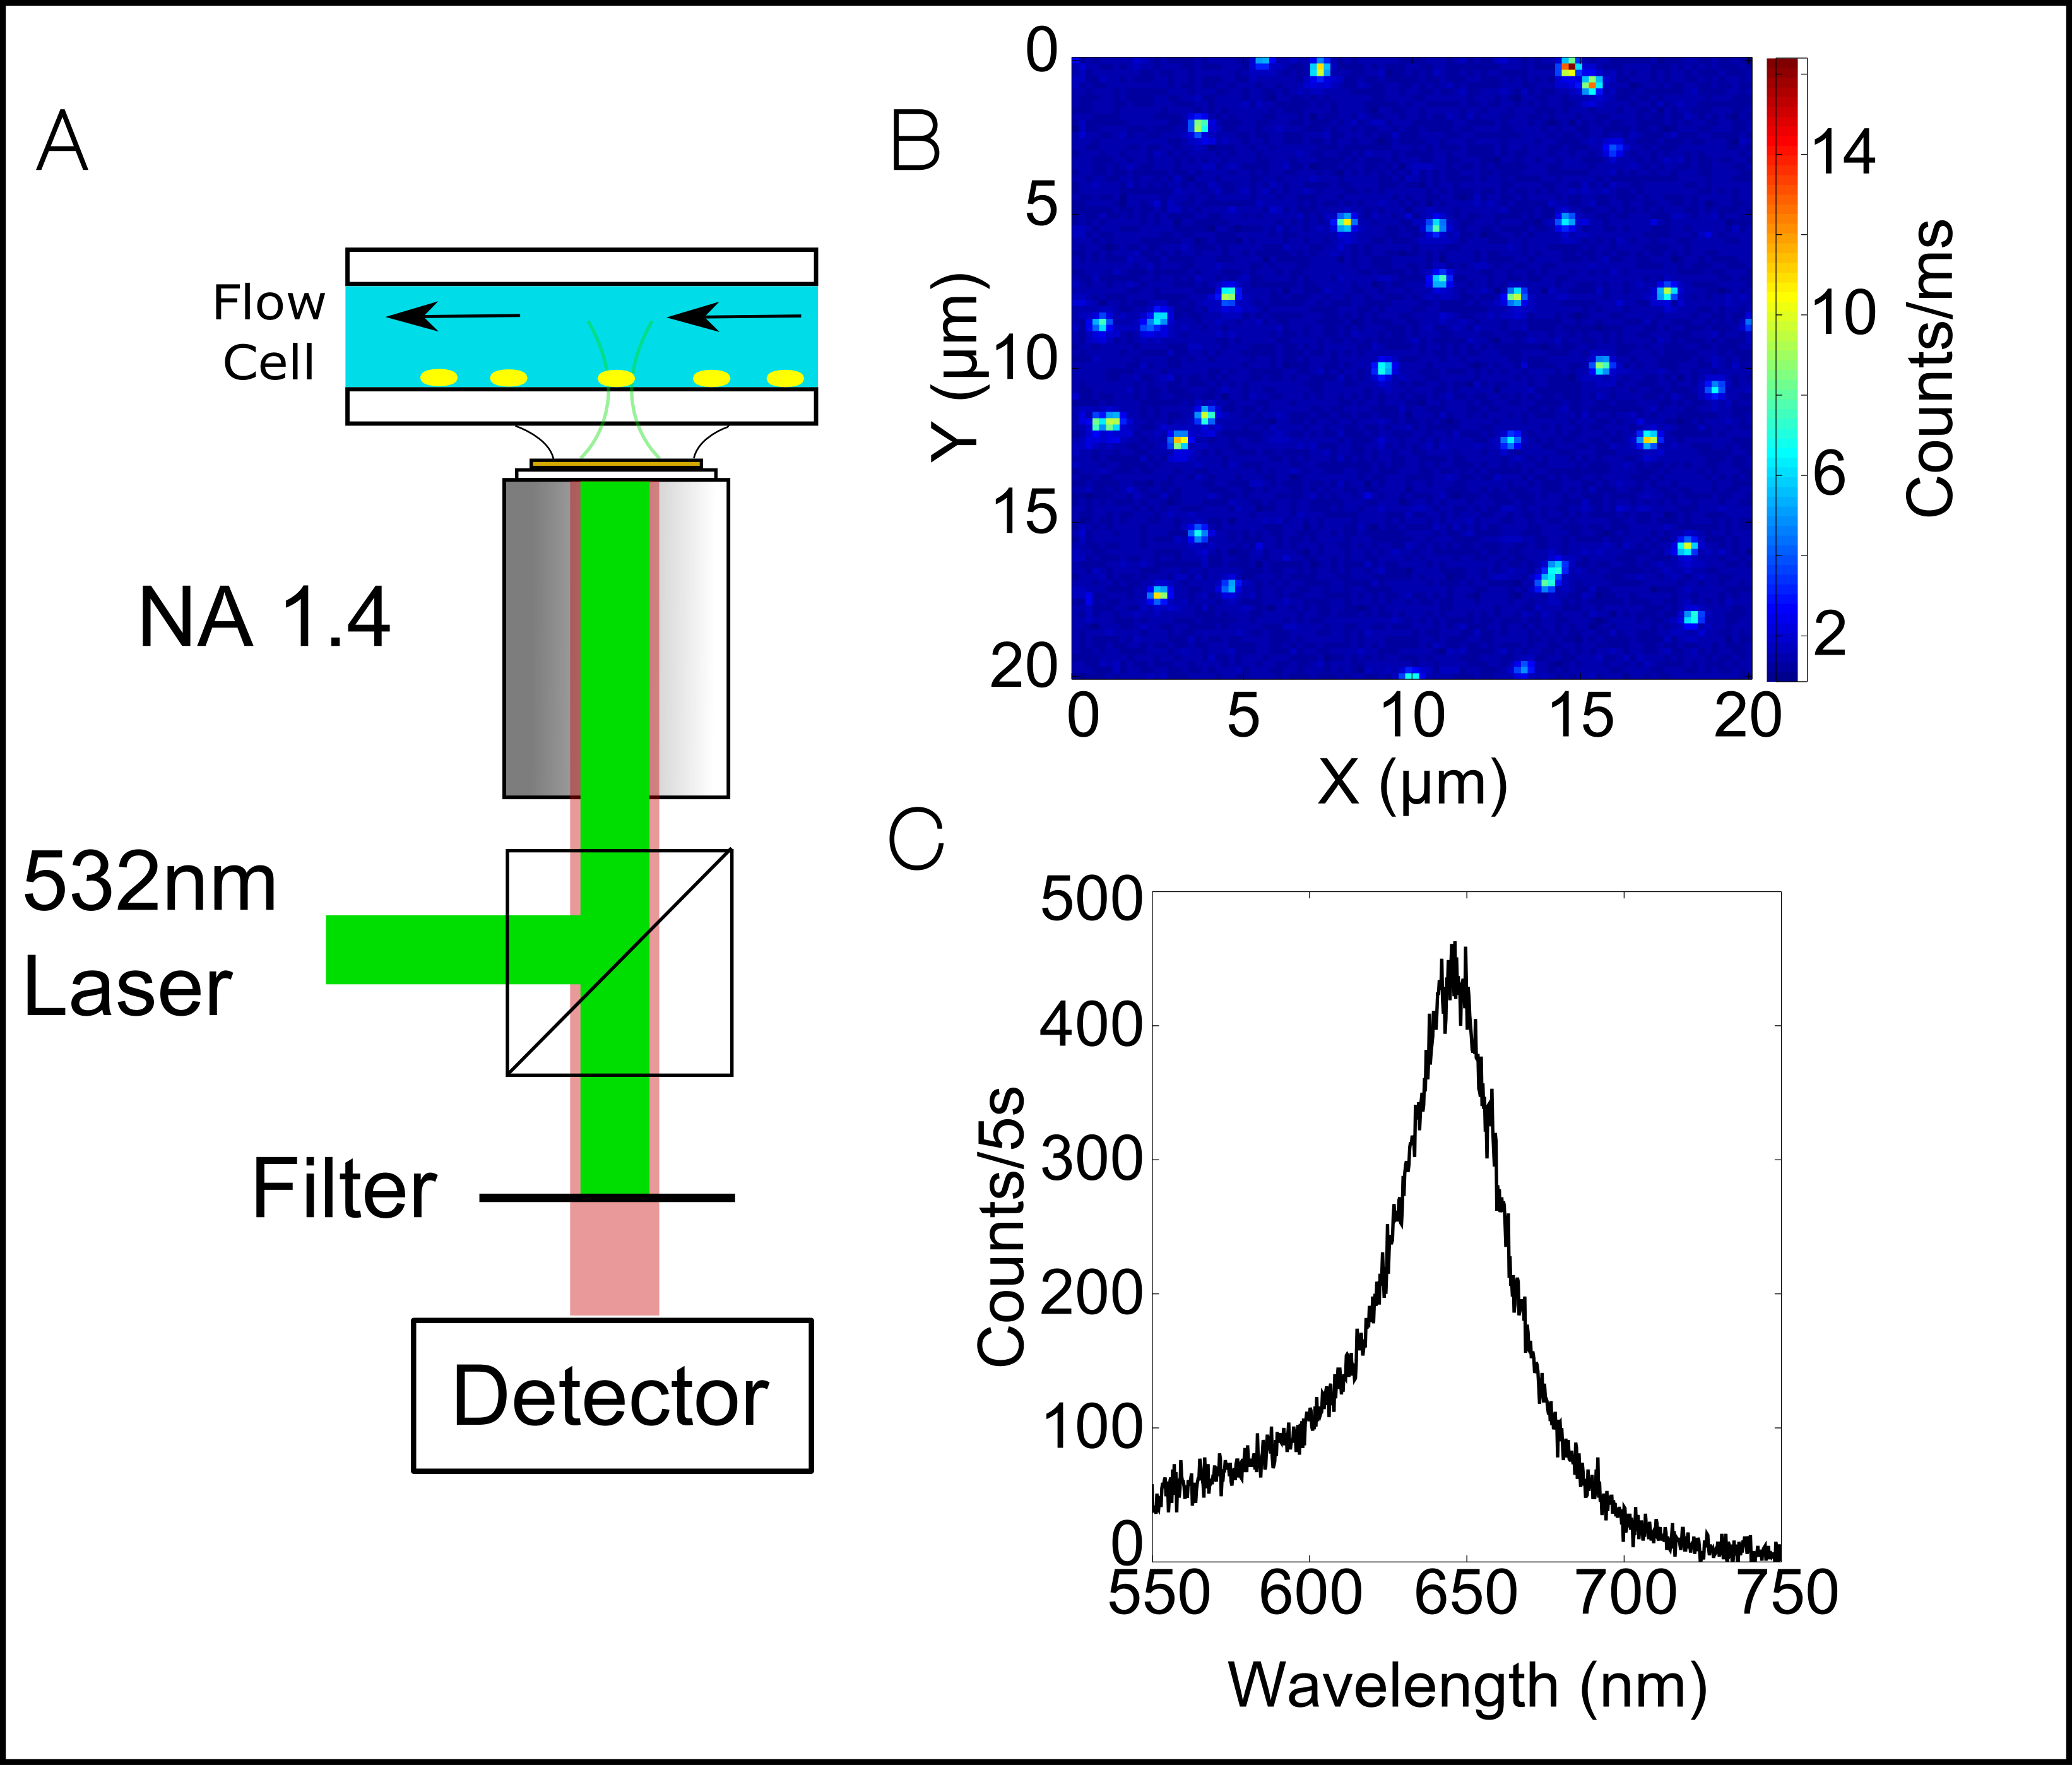 A
Flow
Cell
NA 1.4
532nm
Laser
Filter
Detector
B
0
5
10
15
20
Y (µm)
0 5 10 15 20
X (µm)
14
10
6
2
Counts/ms
C
500
400
300
200
100
0
Counts/5s
550 600 650 700 750
Wavelength (nm)